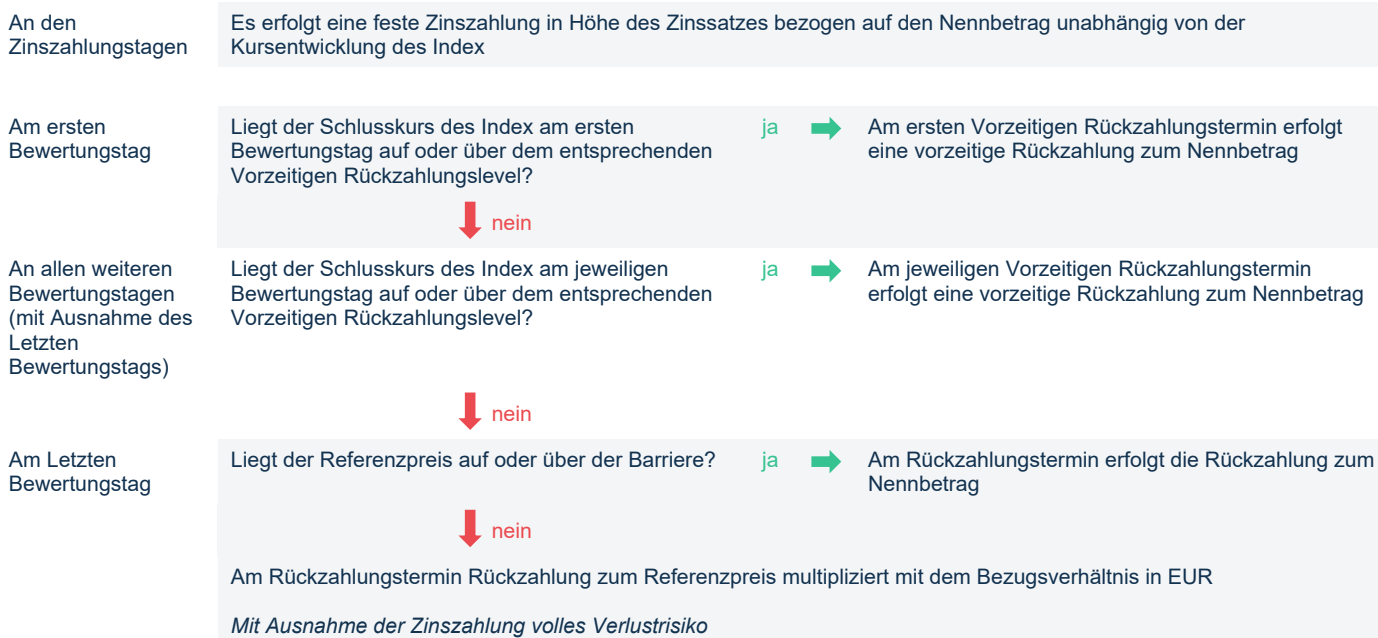 An den
Zinszahlungstagen
Es erfolgt eine feste Zinszahlung in Höhe des Zinssatzes bezogen auf den Nennbetrag unabhängig von der
Kursentwicklung des Index
Am ersten
Bewertungstag
Liegt der Schlusskurs des Index am ersten
Bewertungstag auf oder über dem entsprechenden
Vorzeitigen Rückzahlungslevel?
ja
Am ersten Vorzeitigen Rückzahlungstermin erfolgt
eine vorzeitige Rückzahlung zum Nennbetrag
nein
An allen weiteren
Bewertungstagen
(mit Ausnahme des
Letzten
Bewertungstags)
Liegt der Schlusskurs des Index am jeweiligen
Bewertungstag auf oder über dem entsprechenden
Vorzeitigen Rückzahlungslevel?
ja
Am jeweiligen Vorzeitigen Rückzahlungstermin
erfolgt eine vorzeitige Rückzahlung zum Nennbetrag
nein
Am Letzten
Bewertungstag
Liegt der Referenzpreis auf oder über der Barriere?
ja
Am Rückzahlungstermin erfolgt die Rückzahlung zum
Nennbetrag
nein
Am Rückzahlungstermin Rückzahlung zum Referenzpreis multipliziert mit dem Bezugsverhältnis in EUR
Mit Ausnahme der Zinszahlung volles Verlustrisiko